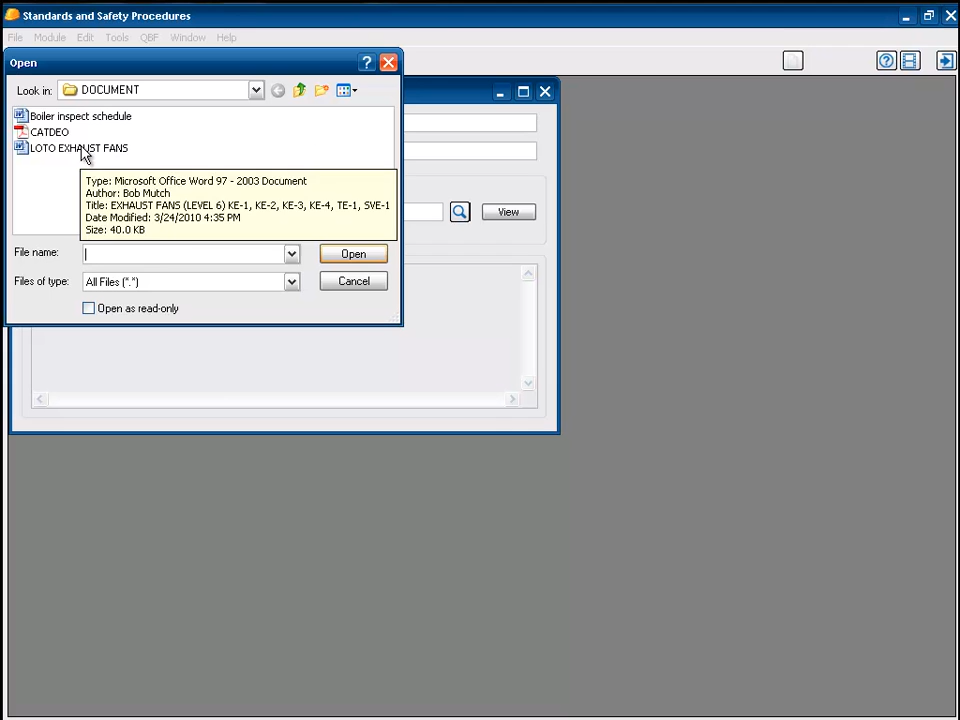 Standards and Safety Procedures
File Module Edit Tools QBF Window Help
Open
Look in: DOCUMENT
Boiler inspect schedule
CATDEO
LOTO EXHAUST FANS
Type: Microsoft Office Word 97 - 2003 Document
Author: Bob Mutch
Title: EXHAUST FANS (LEVEL 6) KE-1, KE-2, KE-3, KE-4, TE-1, SVE-1
Date Modified: 3/24/2010 4:35 PM
Size: 40.0 KB
View
File name: Open
Files of type: All Files (*.*) Cancel
Open as read-only